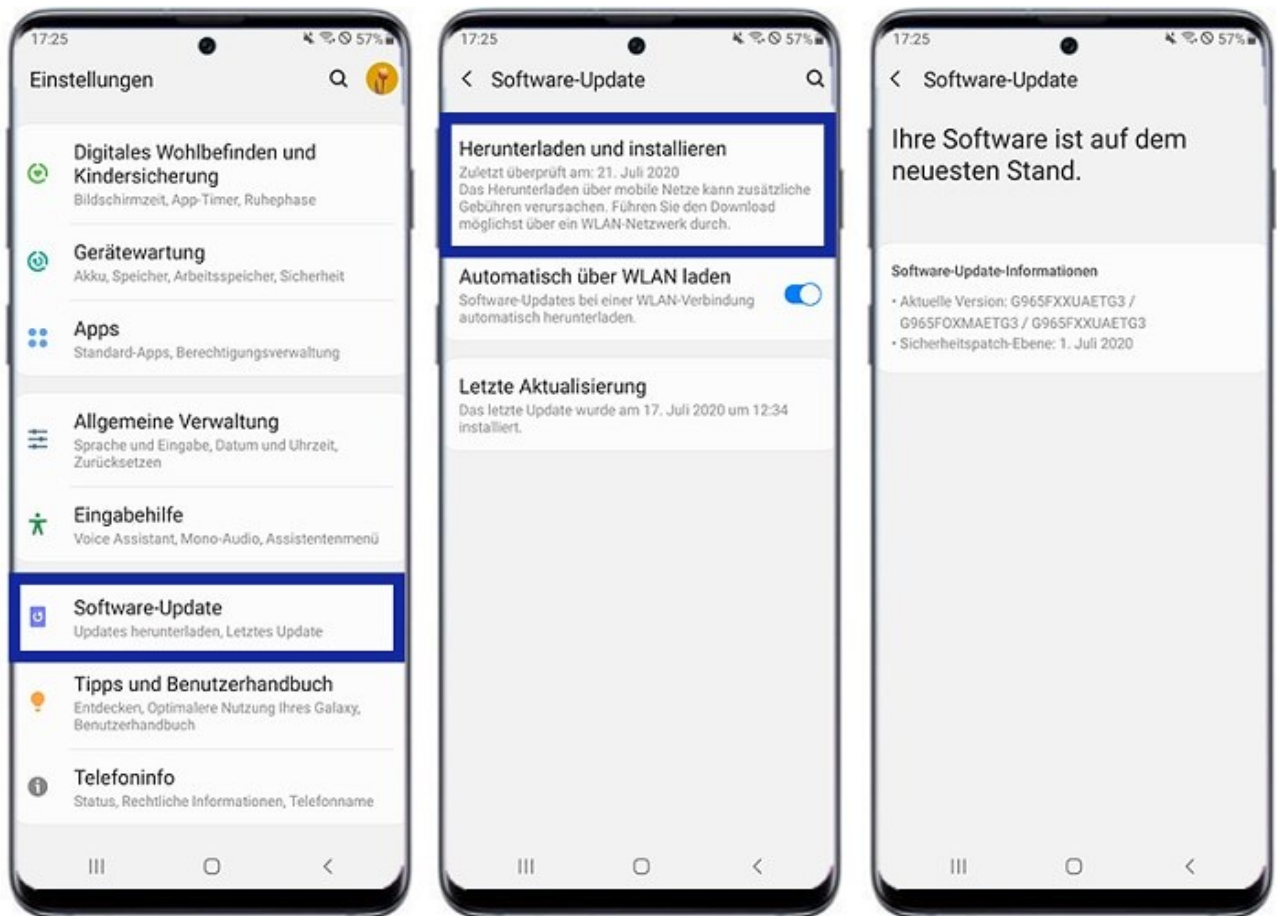 17:25
57%
Einstellungen
Digitales Wohlbefinden und
Kindersicherung
Bildschirmzeit, App-Timer, Ruhephase
Gerätewartung
Akku, Speicher, Arbeitsspeicher, Sicherheit
Apps
Standard-Apps, Berechtigungsverwaltung
Allgemeine Verwaltung
Sprache und Eingabe, Datum und Uhrzeit,
Zurücksetzen
Eingabehilfe
Voice Assistant, Mono-Audio, Assistentenmenü
Software-Update
Updates herunterladen, Letztes Update
Tipps und Benutzerhandbuch
Entdecken, Optimalere Nutzung Ihres Galaxy,
Benutzerhandbuch
Telefoninfo
Status, Rechtliche Informationen, Telefonname
17:25
57%
Software-Update
Herunterladen und installieren
Zuletzt überprüft am: 21. Juli 2020
Das Herunterladen über mobile Netze kann zusätzliche
Gebühren verursachen. Führen Sie den Download
möglichst über ein WLAN-Netzwerk durch.
Automatisch über WLAN laden
Software-Updates bei einer WLAN-Verbindung
automatisch herunterladen.
Letzte Aktualisierung
Das letzte Update wurde am 17. Juli 2020 um 12:34
installiert.
17:25
57%
Software-Update
Ihre Software ist auf dem
neuesten Stand.
Software-Update-Informationen
• Aktuelle Version: G965FXXUAETG3 /
G965FOXMAETG3 / G965FXXUAETG3
• Sicherheitspatch-Ebene: 1. Juli 2020